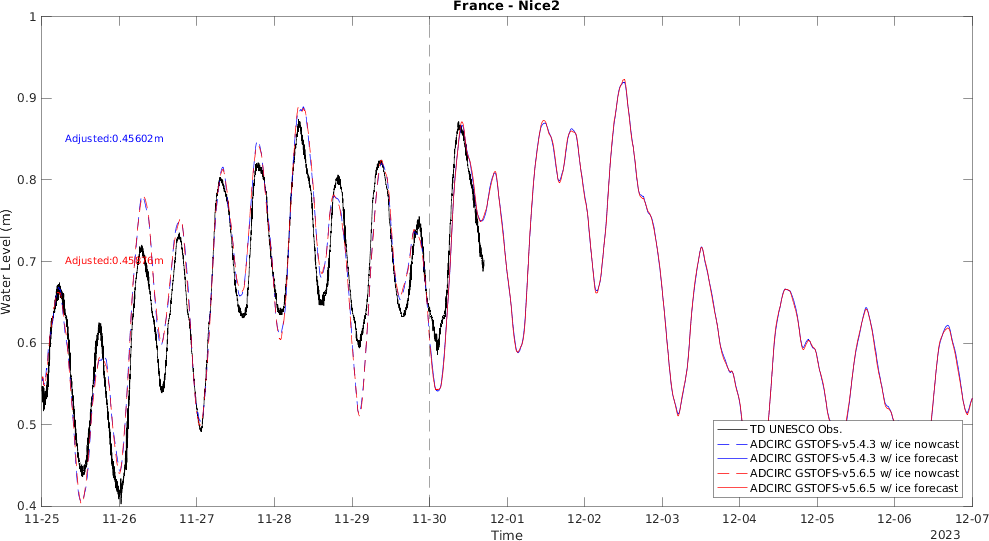 France - Nice2
Water Level (m)
1
0.9
0.8
0.7
0.6
0.5
0.4
Adjusted:0.45602m
11-25
11-26
11-27
11-28
11-29
11-30
12-01
12-02
12-03
12-04
12-05
12-06
12-07
2023
Time
TD UNESCO Obs.
ADCIRC GSTOFS-v5.4.3 w/ ice nowcast
ADCIRC GSTOFS-v5.4.3 w/ ice forecast
ADCIRC GSTOFS-v5.6.5 w/ ice nowcast
ADCIRC GSTOFS-v5.6.5 w/ ice forecast